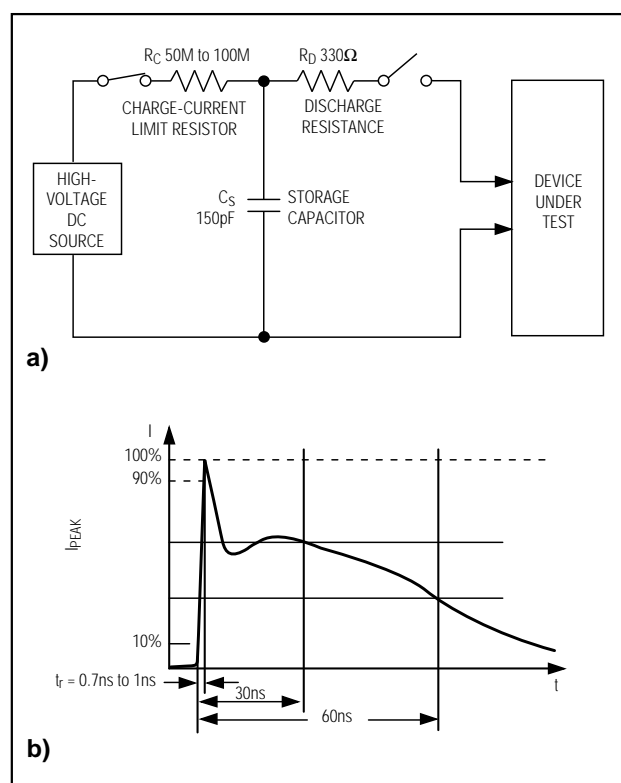 R_C 50M to 100M
R_D 330Ω
CHARGE-CURRENT
LIMIT RESISTOR
DISCHARGE
RESISTANCE
HIGH-
VOLTAGE
DC
SOURCE
C_S
150pF
STORAGE
CAPACITOR
DEVICE
UNDER
TEST
a)
I
100%
90%
I_PEAK
10%
t_r = 0.7ns to 1ns
t
30ns
60ns
b)